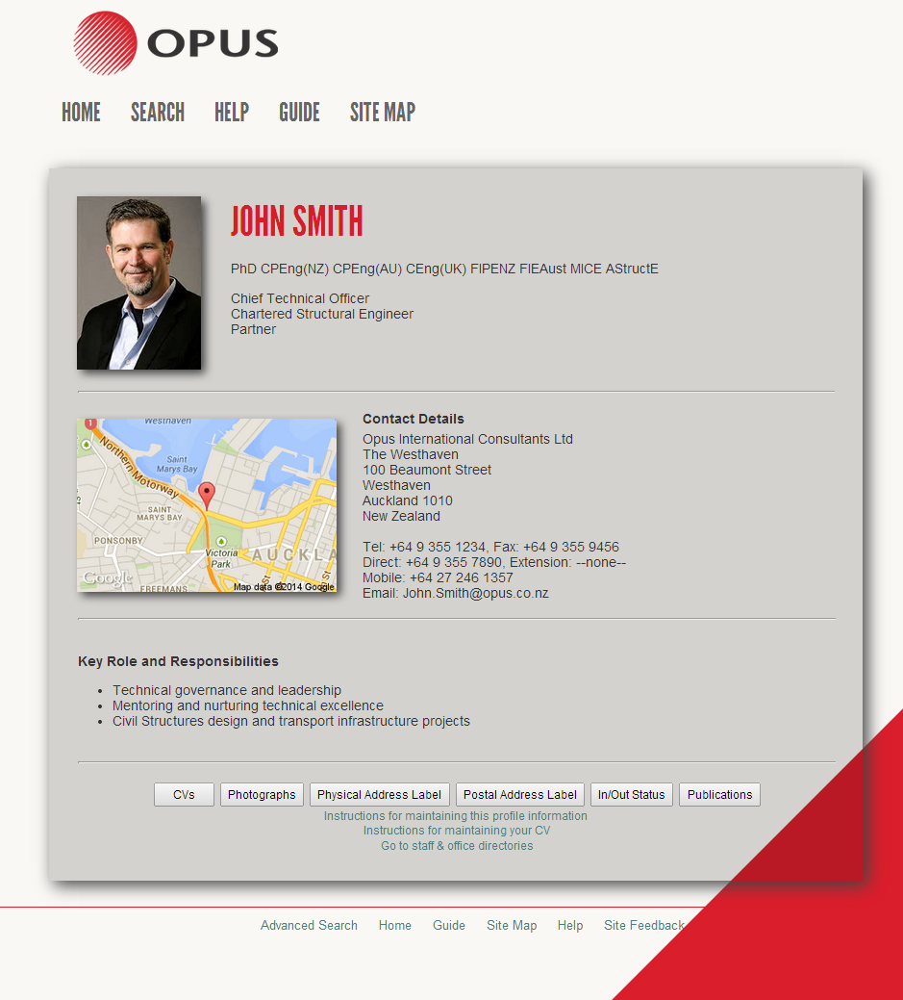 OPUS
HOME SEARCH HELP GUIDE SITE MAP
JOHN SMITH
PhD CPEng(NZ) CPEng(AU) CEng(UK) FIPENZ FIEAust MICE AStructE
Chief Technical Officer
Chartered Structural Engineer
Partner
1
Westhaven
Northern Motorway
Saint
Marys Bay
SAINT
MARYS BAY
PONSONBY
Victoria
Park
AUCKLA
FREEMANS
Google
Map data ©2014 Google
Contact Details
Opus International Consultants Ltd
The Westhaven
100 Beaumont Street
Westhaven
Auckland 1010
New Zealand
Tel: +64 9 355 1234, Fax: +64 9 355 9456
Direct: +64 9 355 7890, Extension: --none--
Mobile: +64 27 246 1357
Email: John.Smith@opus.co.nz
Key Role and Responsibilities
• Technical governance and leadership
• Mentoring and nurturing technical excellence
• Civil Structures design and transport infrastructure projects
CVs Photographs Physical Address Label Postal Address Label In/Out Status Publications
Instructions for maintaining this profile information
Instructions for maintaining your CV
Go to staff & office directories
Advanced Search Home Guide Site Map Help Site Feedback